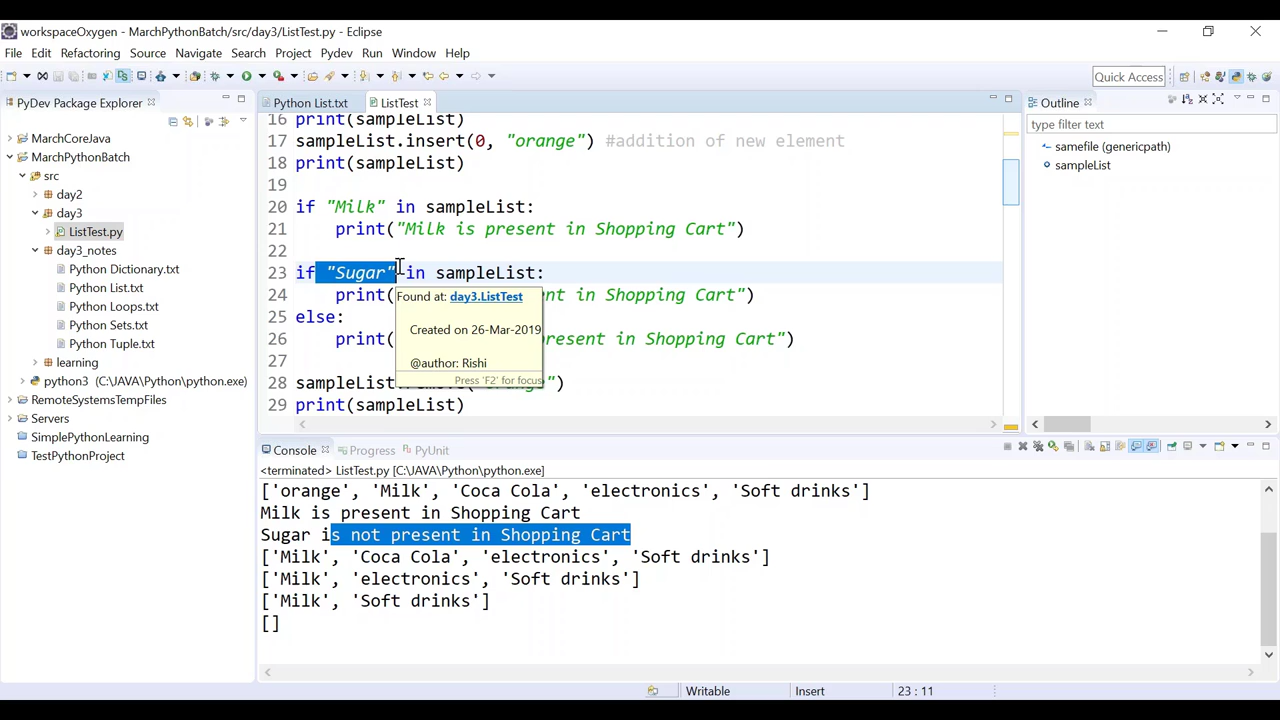 workspaceOxygen - MarchPythonBatch/src/day3/ListTest.py - Eclipse
File Edit Refactoring Source Navigate Search Project Pydev Run Window Help
Quick Access
PyDev Package Explorer
MarchCoreJava
MarchPythonBatch
src
day2
day3
ListTest.py
day3_notes
Python Dictionary.txt
Python List.txt
Python Loops.txt
Python Sets.txt
Python Tuple.txt
learning
python3 (C:\JAVA\Python\python.exe)
RemoteSystemsTempFiles
Servers
SimplePythonLearning
TestPythonProject
Python List.txt ListTest
16 print(sampleList)
17 sampleList.insert(0, "orange") #addition of new element
18 print(sampleList)
19
20 if "Milk" in sampleList:
21 print("Milk is present in Shopping Cart")
22
23 if "Sugar" in sampleList:
24 print( nt in Shopping Cart")
25 else:
26 print( present in Shopping Cart")
27
28 sampleList. ")
29 print(sampleList)
Found at: day3.ListTest
Created on 26-Mar-2019
@author: Rishi
Press 'F2' for focus
Outline
type filter text
samefile (genericpath)
sampleList
Console Progress PyUnit
<terminated> ListTest.py [C:\JAVA\Python\python.exe]
['orange', 'Milk', 'Coca Cola', 'electronics', 'Soft drinks']
Milk is present in Shopping Cart
Sugar is not present in Shopping Cart
['Milk', 'Coca Cola', 'electronics', 'Soft drinks']
['Milk', 'electronics', 'Soft drinks']
['Milk', 'Soft drinks']
[]
Writable Insert 23 : 11